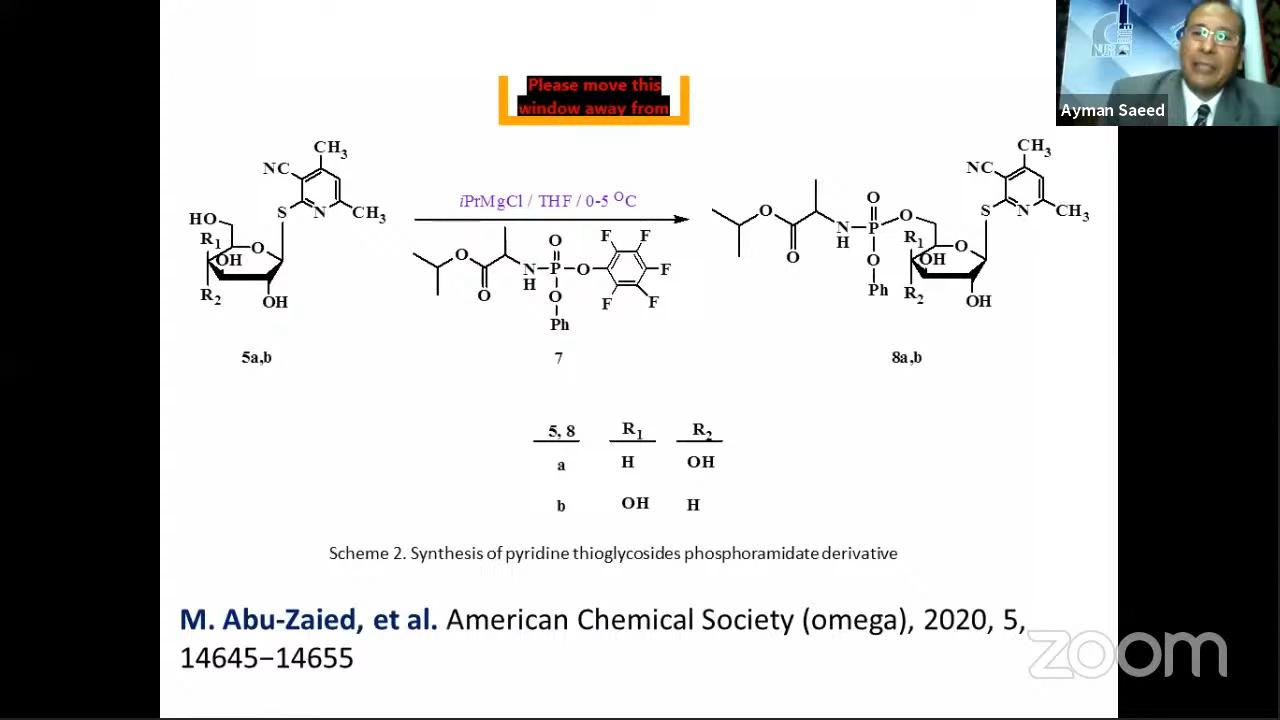 Please move this
window away from
Ayman Saeed
CH3
NC
N
CH3
S
HO
R1
OH
O
R2
OH
5a,b
iPrMgCl / THF / 0-5 OC
O
O
N
H
O
P
O
O
Ph
F
F
F
F
F
7
CH3
NC
N
CH3
S
O
O
N
H
O
P
O
O
Ph
R1
OH
O
R2
OH
8a,b
5, 8 R1 R2
a H OH
b OH H
Scheme 2. Synthesis of pyridine thioglycosides phosphoramidate derivative
M. Abu-Zaied, et al. American Chemical Society (omega), 2020, 5,
14645–14655
zoom